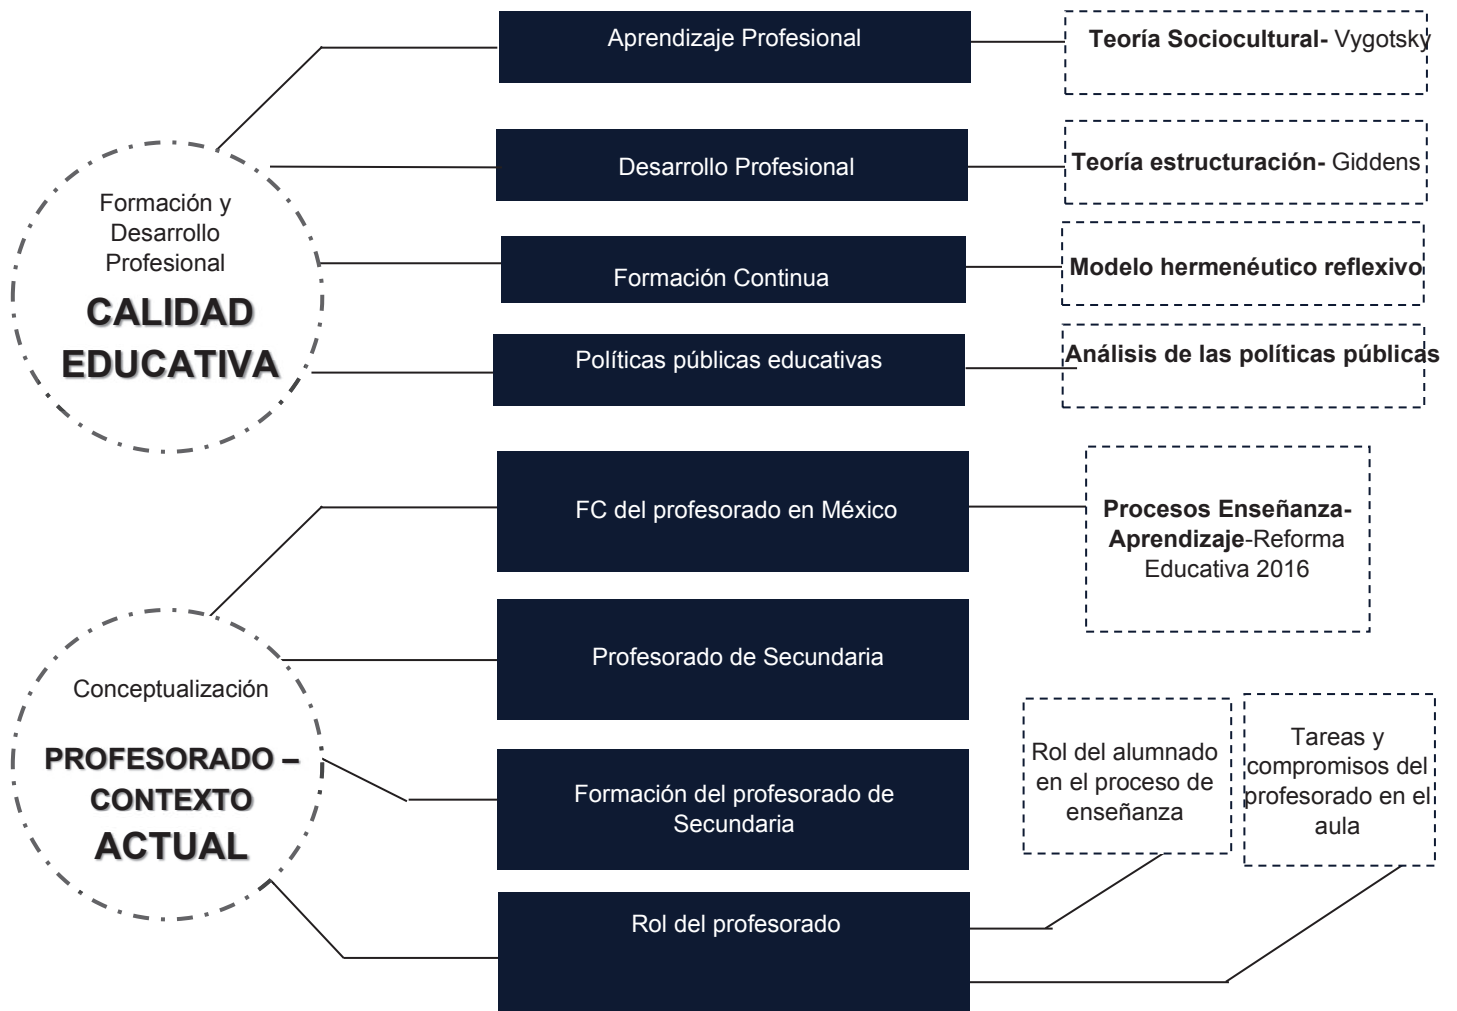 Aprendizaje Profesional
Teoría Sociocultural- Vygotsky
Desarrollo Profesional
Teoría estructuración- Giddens
Formación y
Desarrollo
Profesional
CALIDAD
EDUCATIVA
Formación Continua
Modelo hermenéutico reflexivo
Políticas públicas educativas
Análisis de las políticas públicas
FC del profesorado en México
Procesos Enseñanza-
Aprendizaje-Reforma
Educativa 2016
Profesorado de Secundaria
Conceptualización
PROFESORADO –
CONTEXTO
ACTUAL
Formación del profesorado de
Secundaria
Rol del alumnado
en el proceso de
enseñanza
Tareas y
compromisos del
profesorado en el
aula
Rol del profesorado